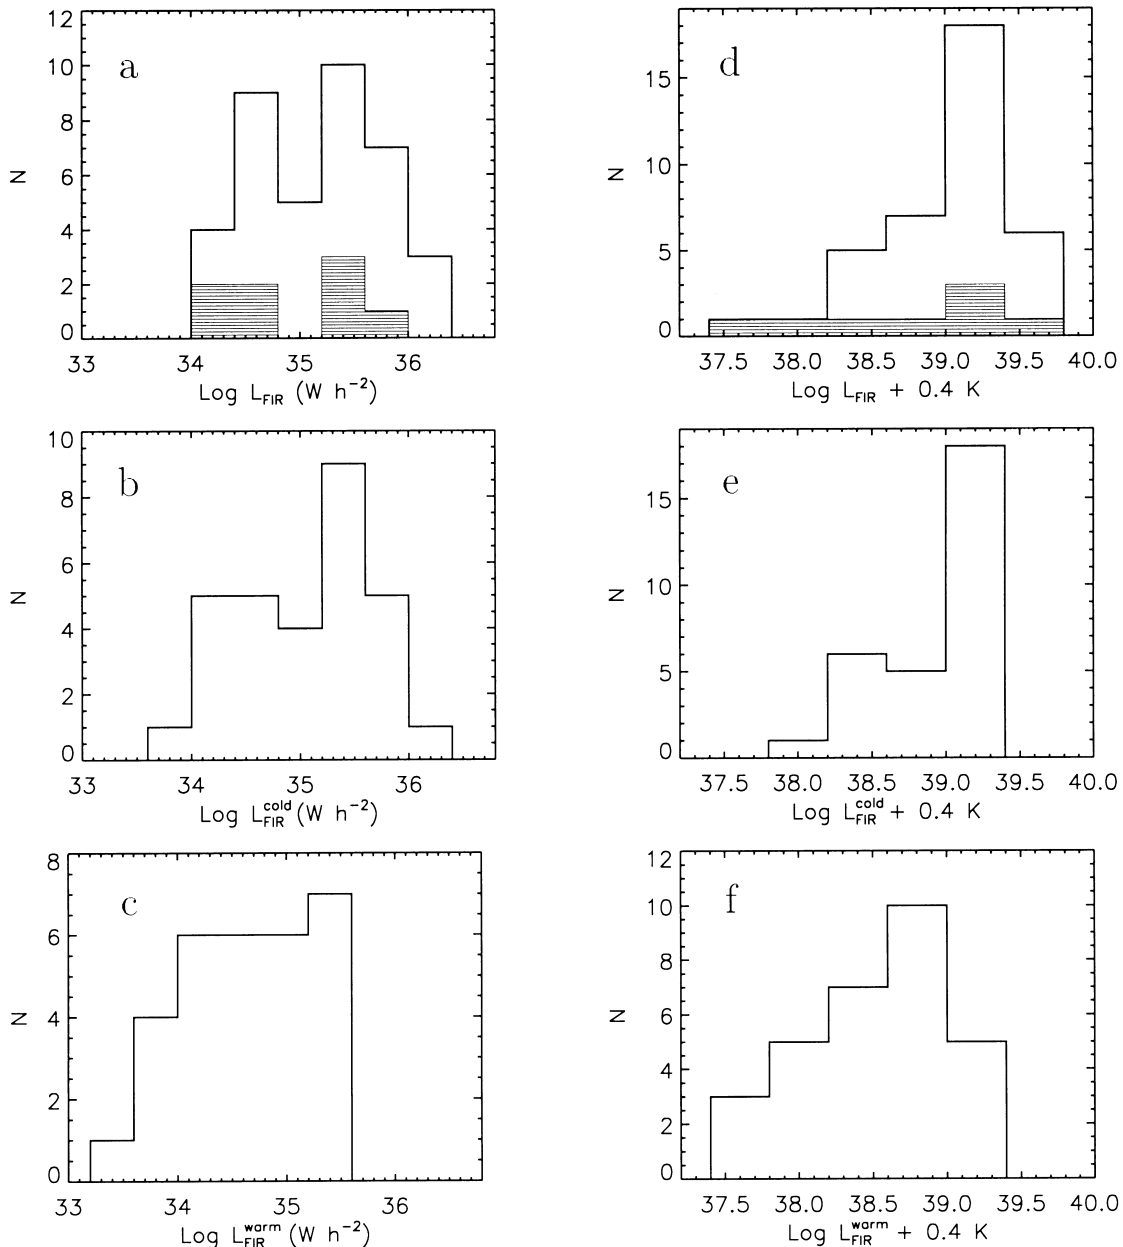 a
12
10
8
6
4
2
0
N
33 34 35 36
Log L_FIR (W h⁻²)
d
15
10
5
0
N
37.5 38.0 38.5 39.0 39.5 40.0
Log L_FIR + 0.4 K
b
10
8
6
4
2
0
N
33 34 35 36
Log L_FIR^cold (W h⁻²)
e
15
10
5
0
N
37.5 38.0 38.5 39.0 39.5 40.0
Log L_FIR^cold + 0.4 K
c
8
6
4
2
0
N
33 34 35 36
Log L_FIR^warm (W h⁻²)
f
12
10
8
6
4
2
0
N
37.5 38.0 38.5 39.0 39.5 40.0
Log L_FIR^warm + 0.4 K